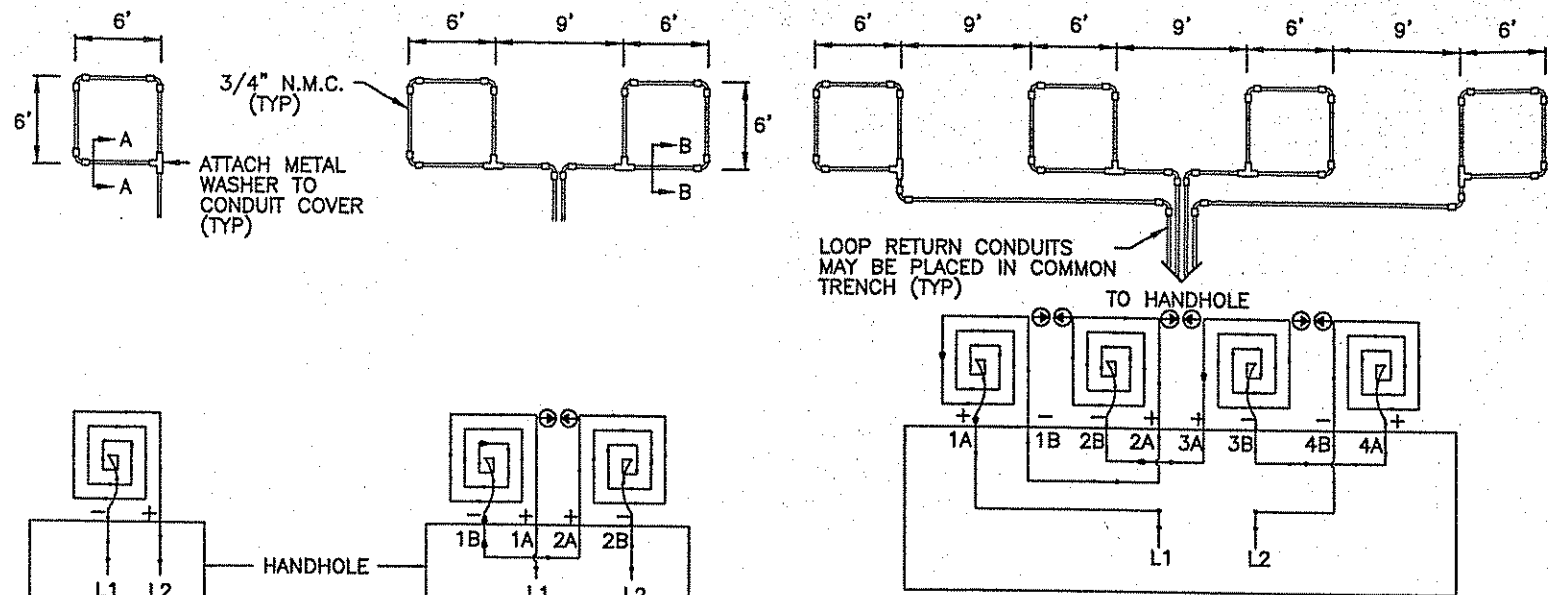 6' 6' 9' 6' 6' 9' 6' 9' 9' 6'
3/4" N.M.C.
(TYP)
6' 6'
A
A
B
B
ATTACH METAL
WASHER TO
CONDUIT COVER
(TYP)
LOOP RETURN CONDUITS
MAY BE PLACED IN COMMON
TRENCH (TYP)
TO HANDHOLE
+ - - + + - - +
1A 1B 2B 2A 3A 3B 4B 4A
L1 L2
- +
L1 L2
HANDHOLE
- + + -
1B 1A 2A 2B
L1 L2